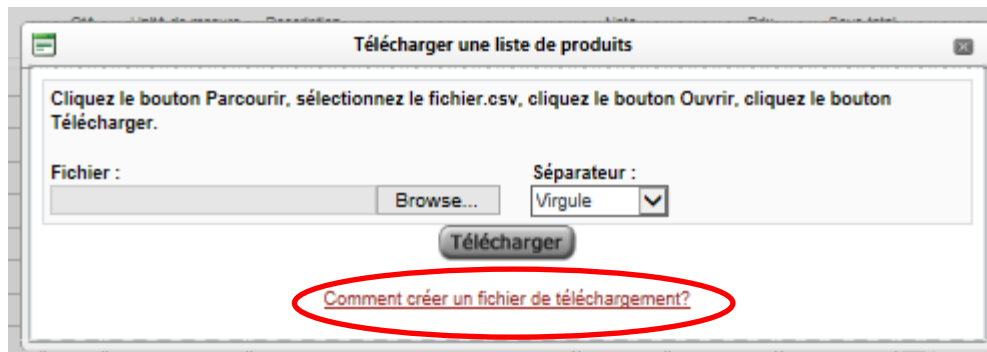 Télécharger une liste de produits
Cliquez le bouton Parcourir, sélectionnez le fichier.csv, cliquez le bouton Ouvrir, cliquez le bouton
Télécharger.
Fichier : Séparateur :
Browse... Virgule
Télécharger
Comment créer un fichier de téléchargement?